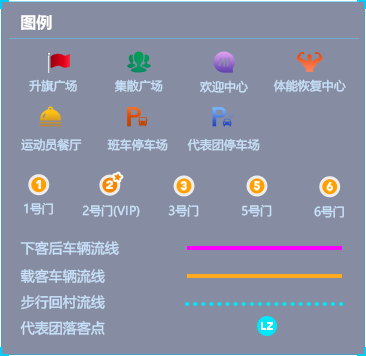 图例
升旗广场 集散广场 欢迎中心 体能恢复中心
P P
运动员餐厅 班车停车场 代表团停车场
1 2 3 5 6
1号门 2号门(VIP) 3号门 5号门 6号门
下客后车辆流线
载客车辆流线
步行回村流线
代表团落客点 LZ